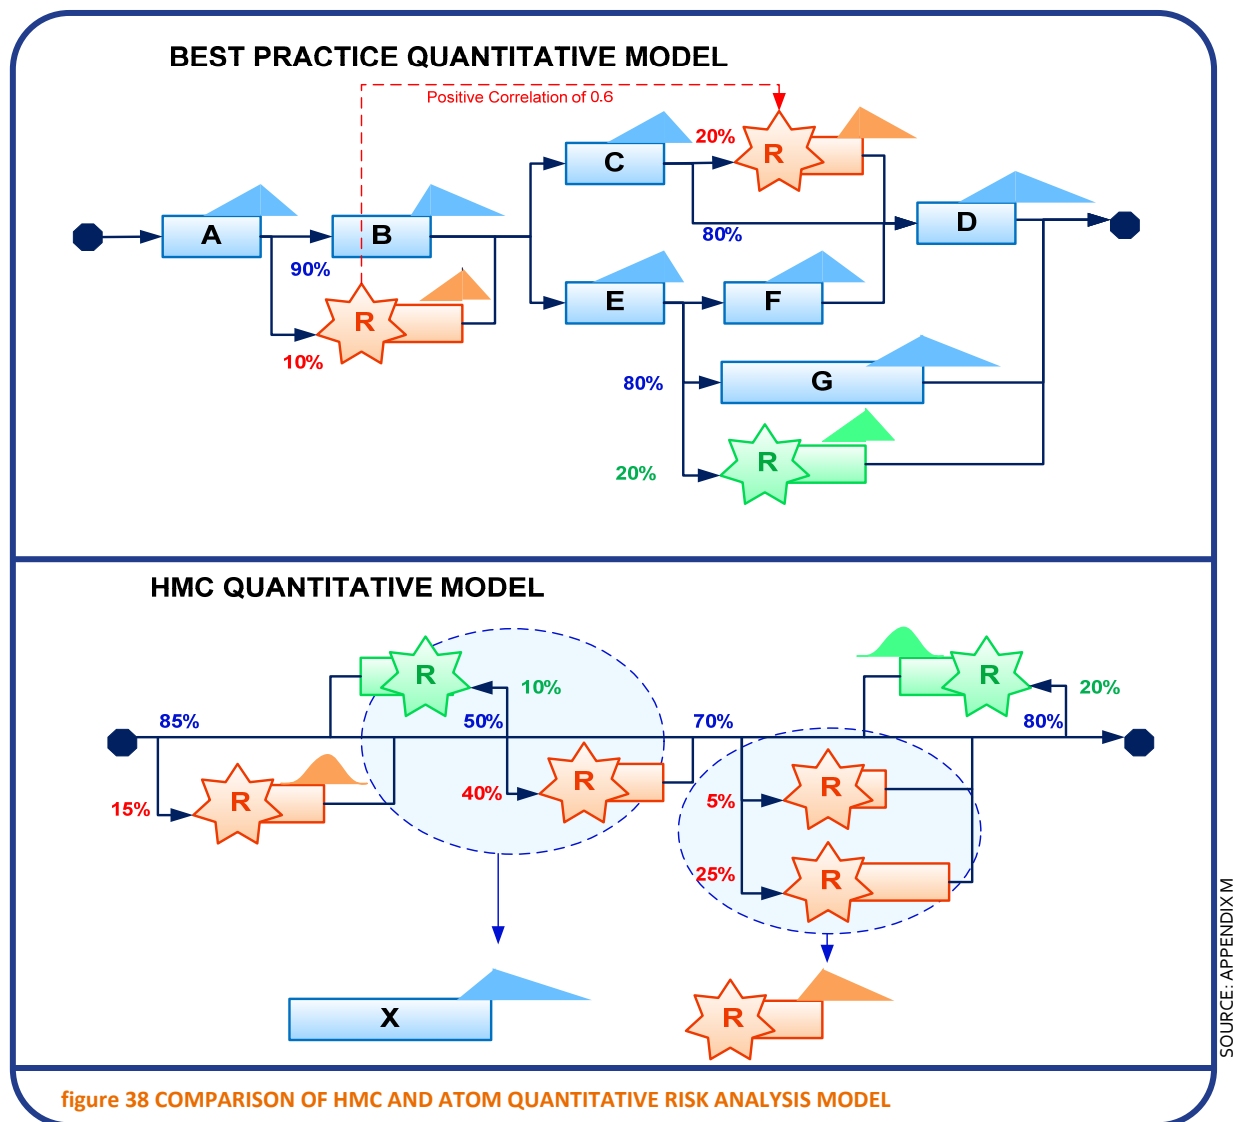 BEST PRACTICE QUANTITATIVE MODEL
Positive Correlation of 0.6
20%
R
C
A
B
D
80%
90%
R
10%
E
F
80%
G
20%
R
HMC QUANTITATIVE MODEL
R
10%
R
20%
85%
50%
70%
80%
15%
R
40%
R
5%
R
25%
R
X
R
SOURCE: APPENDIX M
figure 38 COMPARISON OF HMC AND ATOM QUANTITATIVE RISK ANALYSIS MODEL